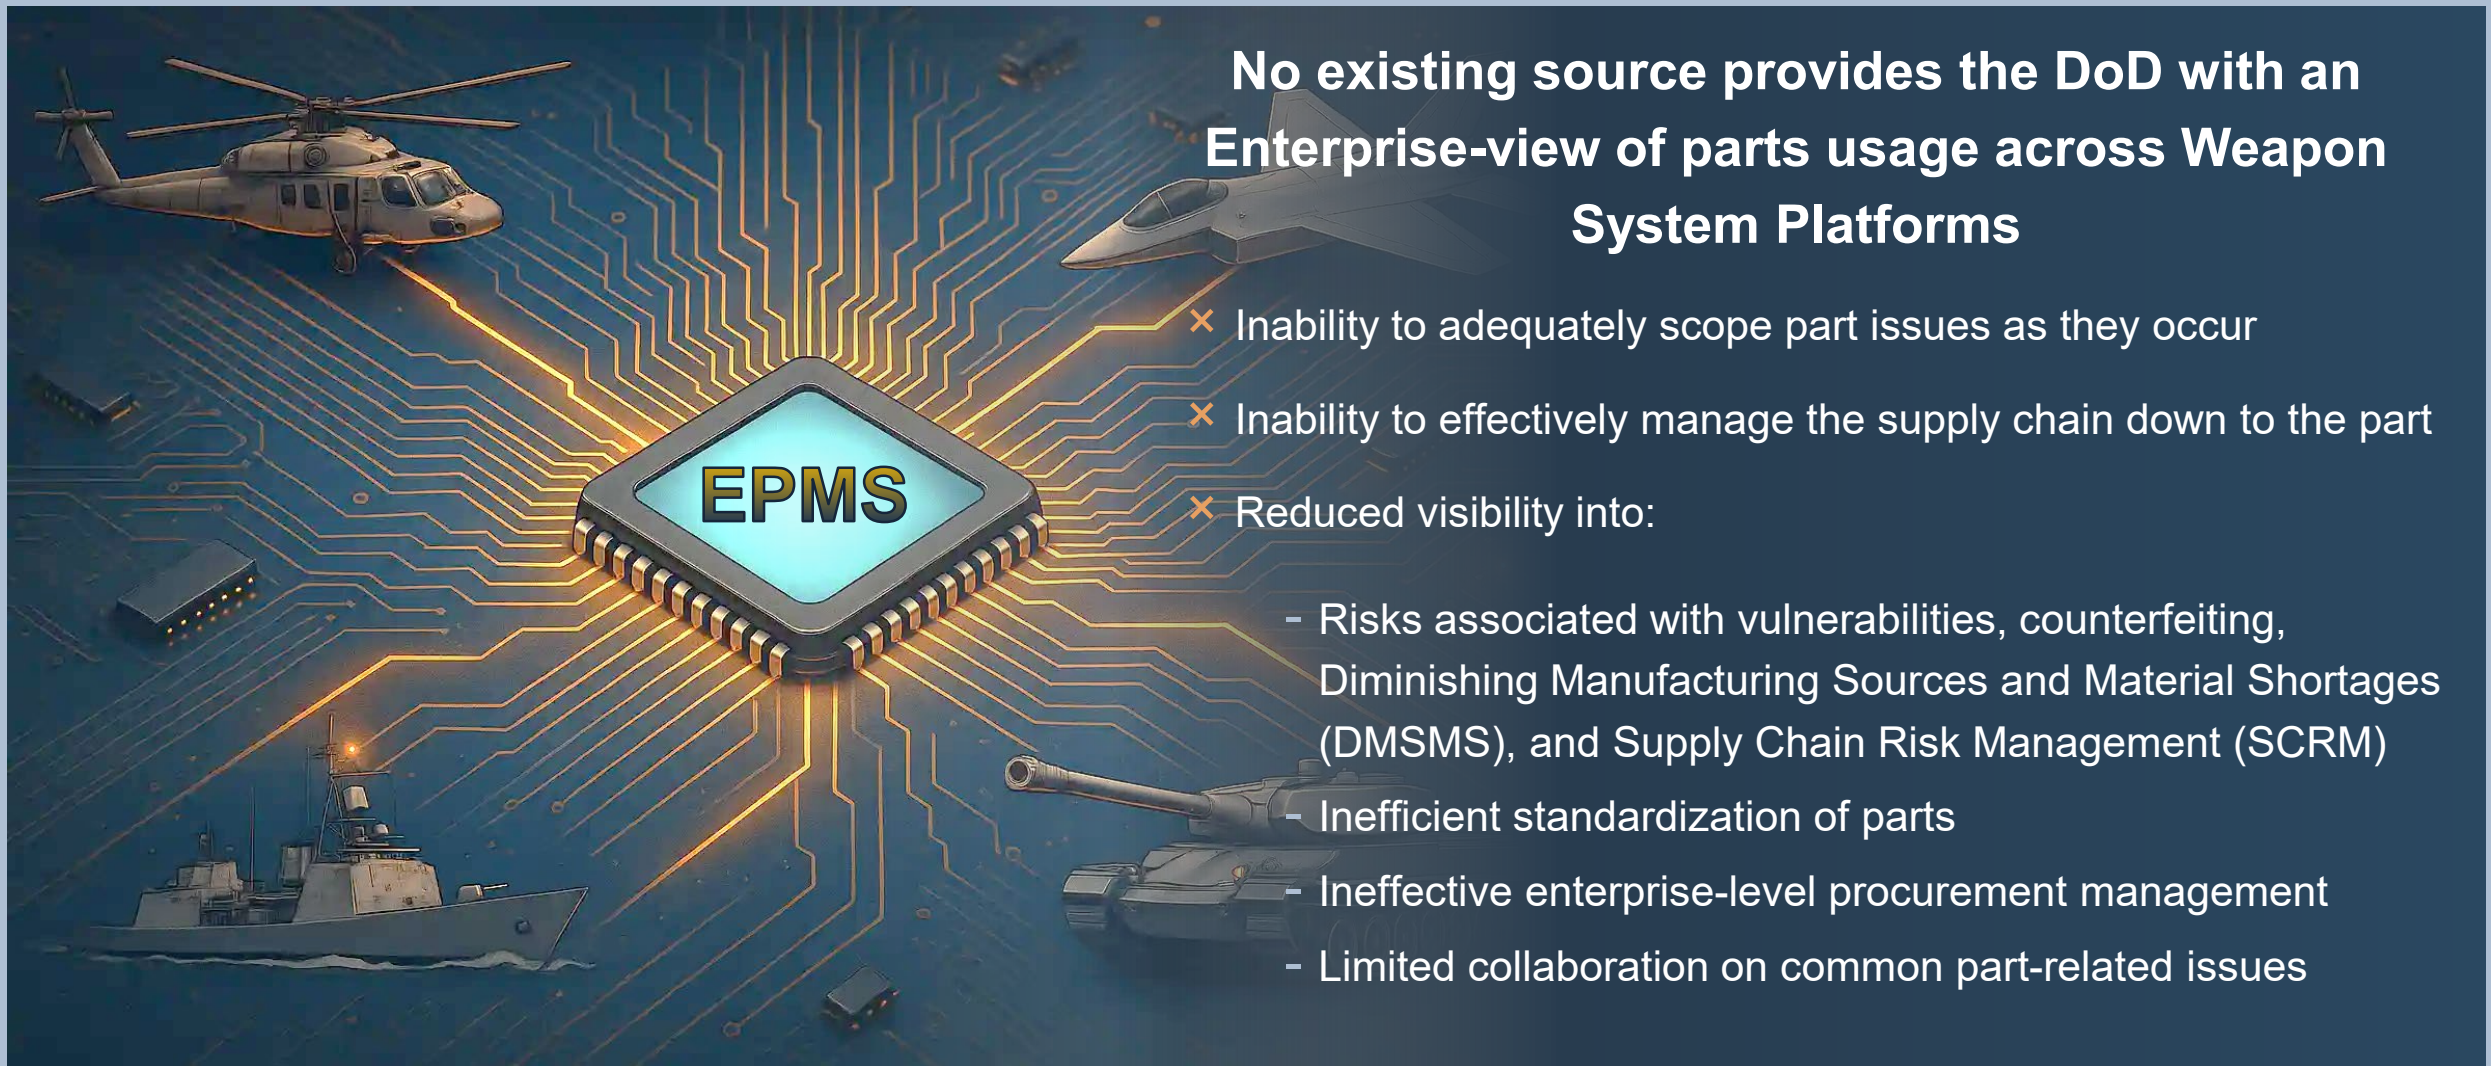 No existing source provides the DoD with an
Enterprise-view of parts usage across Weapon
System Platforms
× Inability to adequately scope part issues as they occur
× Inability to effectively manage the supply chain down to the part
× Reduced visibility into:
- Risks associated with vulnerabilities, counterfeiting,
Diminishing Manufacturing Sources and Material Shortages
(DMSMS), and Supply Chain Risk Management (SCRM)
- Inefficient standardization of parts
- Ineffective enterprise-level procurement management
- Limited collaboration on common part-related issues
EPMS